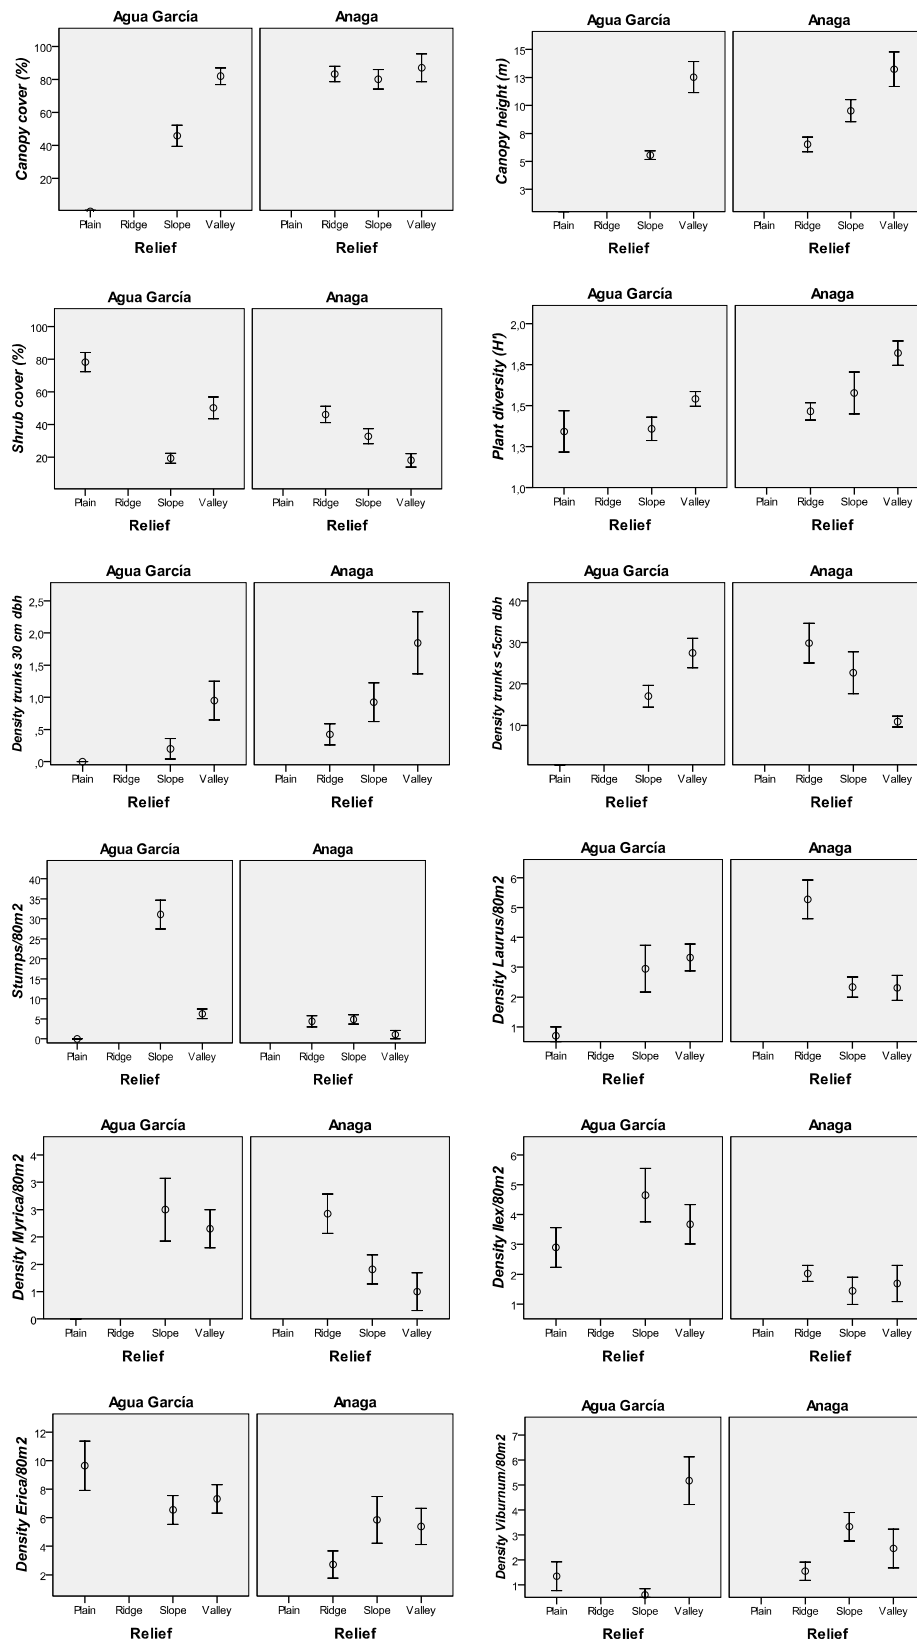 Agua García Anaga
Canopy cover (%)
100
80
60
40
20
Plain Ridge Slope Valley Plain Ridge Slope Valley
Relief Relief
Agua García Anaga
Canopy height (m)
15
13
10
8
5
3
Plain Ridge Slope Valley Plain Ridge Slope Valley
Relief Relief
Agua García Anaga
Shrub cover (%)
100
80
60
40
20
Plain Ridge Slope Valley Plain Ridge Slope Valley
Relief Relief
Agua García Anaga
Plant diversity (H')
2,0
1,8
1,5
1,3
1,0
Plain Ridge Slope Valley Plain Ridge Slope Valley
Relief Relief
Agua García Anaga
Density trunks 30 cm dbh
2,5
2,0
1,5
1,0
,5
,0
Plain Ridge Slope Valley Plain Ridge Slope Valley
Relief Relief
Agua García Anaga
Density trunks <5cm dbh
40
30
20
10
Plain Ridge Slope Valley Plain Ridge Slope Valley
Relief Relief
Agua García Anaga
Stumps/80m2
40
35
30
25
20
15
10
5
0
Plain Ridge Slope Valley Plain Ridge Slope Valley
Relief Relief
Agua García Anaga
Density Laurus/80m2
6
5
4
3
2
1
Plain Ridge Slope Valley Plain Ridge Slope Valley
Relief Relief
Agua García Anaga
Density Myrica/80m2
4
3
3
2
2
1
0
Plain Ridge Slope Valley Plain Ridge Slope Valley
Relief Relief
Agua García Anaga
Density Ilex/80m2
6
5
4
3
2
1
Plain Ridge Slope Valley Plain Ridge Slope Valley
Relief Relief
Agua García Anaga
Density Erica/80m2
12
10
8
6
4
2
Plain Ridge Slope Valley Plain Ridge Slope Valley
Relief Relief
Agua García Anaga
Density Viburnum/80m2
7
6
5
4
3
2
1
Plain Ridge Slope Valley Plain Ridge Slope Valley
Relief Relief